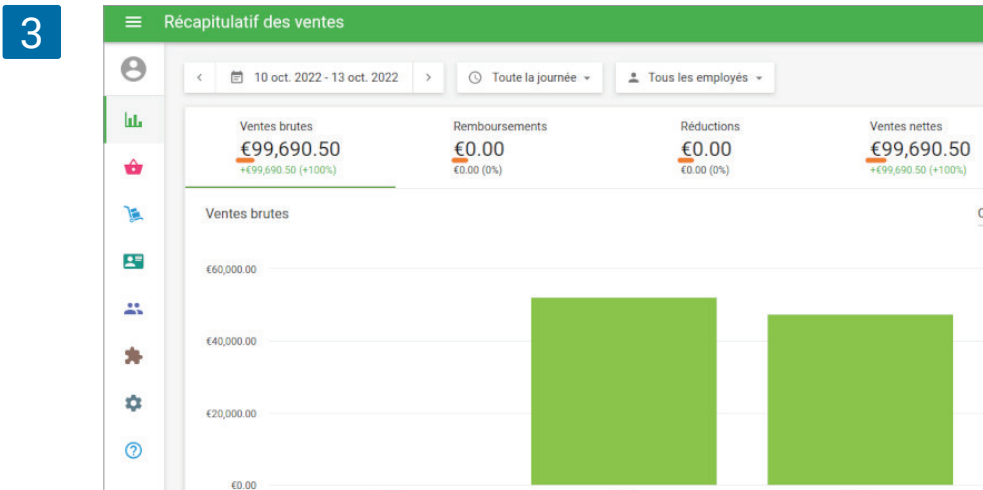 3
Récapitulatif des ventes
10 oct. 2022 - 13 oct. 2022
Toute la journée
Tous les employés
Ventes brutes
€99,690.50
+€99,690.50 (+100%)
Remboursements
€0.00
€0.00 (0%)
Réductions
€0.00
€0.00 (0%)
Ventes nettes
€99,690.50
+€99,690.50 (+100%)
Ventes brutes
€60,000.00
€40,000.00
€20,000.00
€0.00